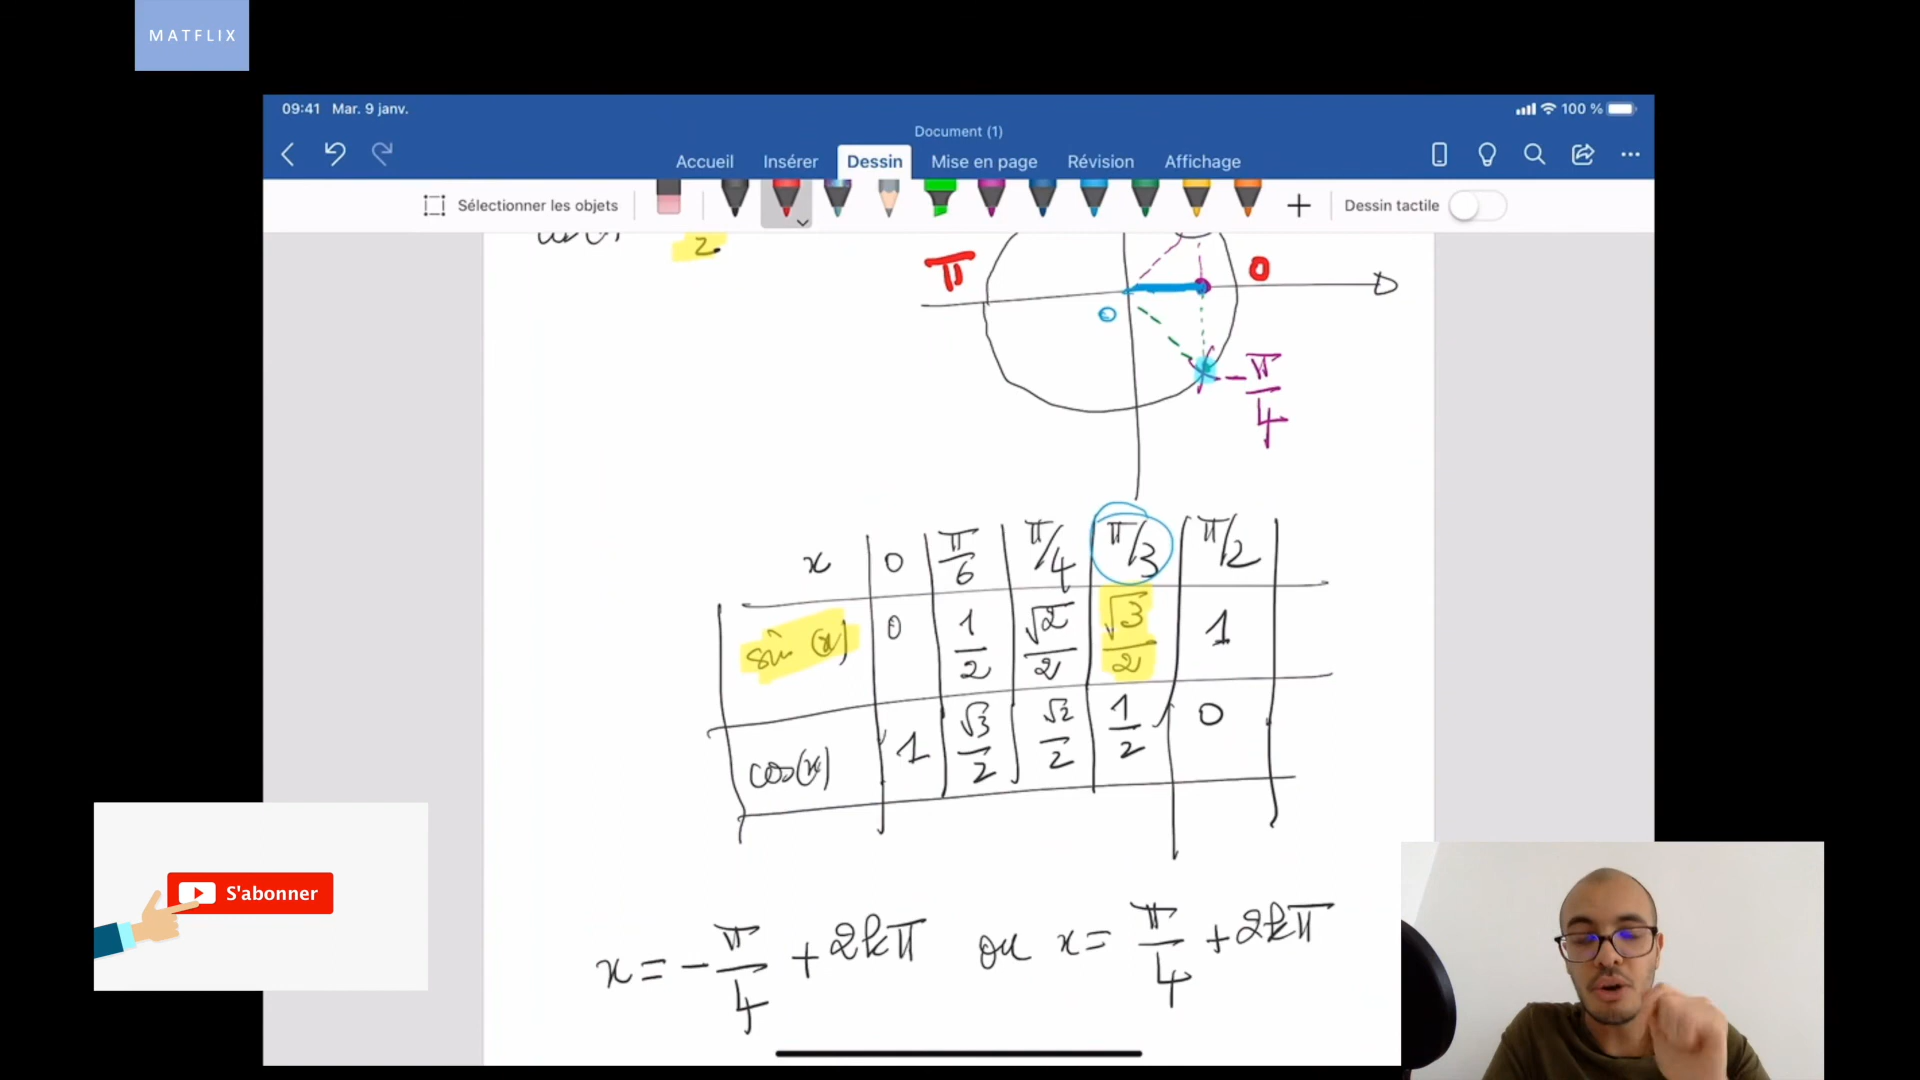 MATFLIX
09:41 Mar. 9 janv. 100 %
Document (1)
Accueil Insérer Dessin Mise en page Révision Affichage
Sélectionner les objets Dessin tactile
2
π 0
0
-π/4
x 0 π/6 π/4 π/3 π/2
sin (x) 0 1/2 √2/2 √3/2 1
cos(x) 1 √3/2 √2/2 1/2 0
S'abonner
x = -π/4 + 2kπ ou x = π/4 + 2kπ